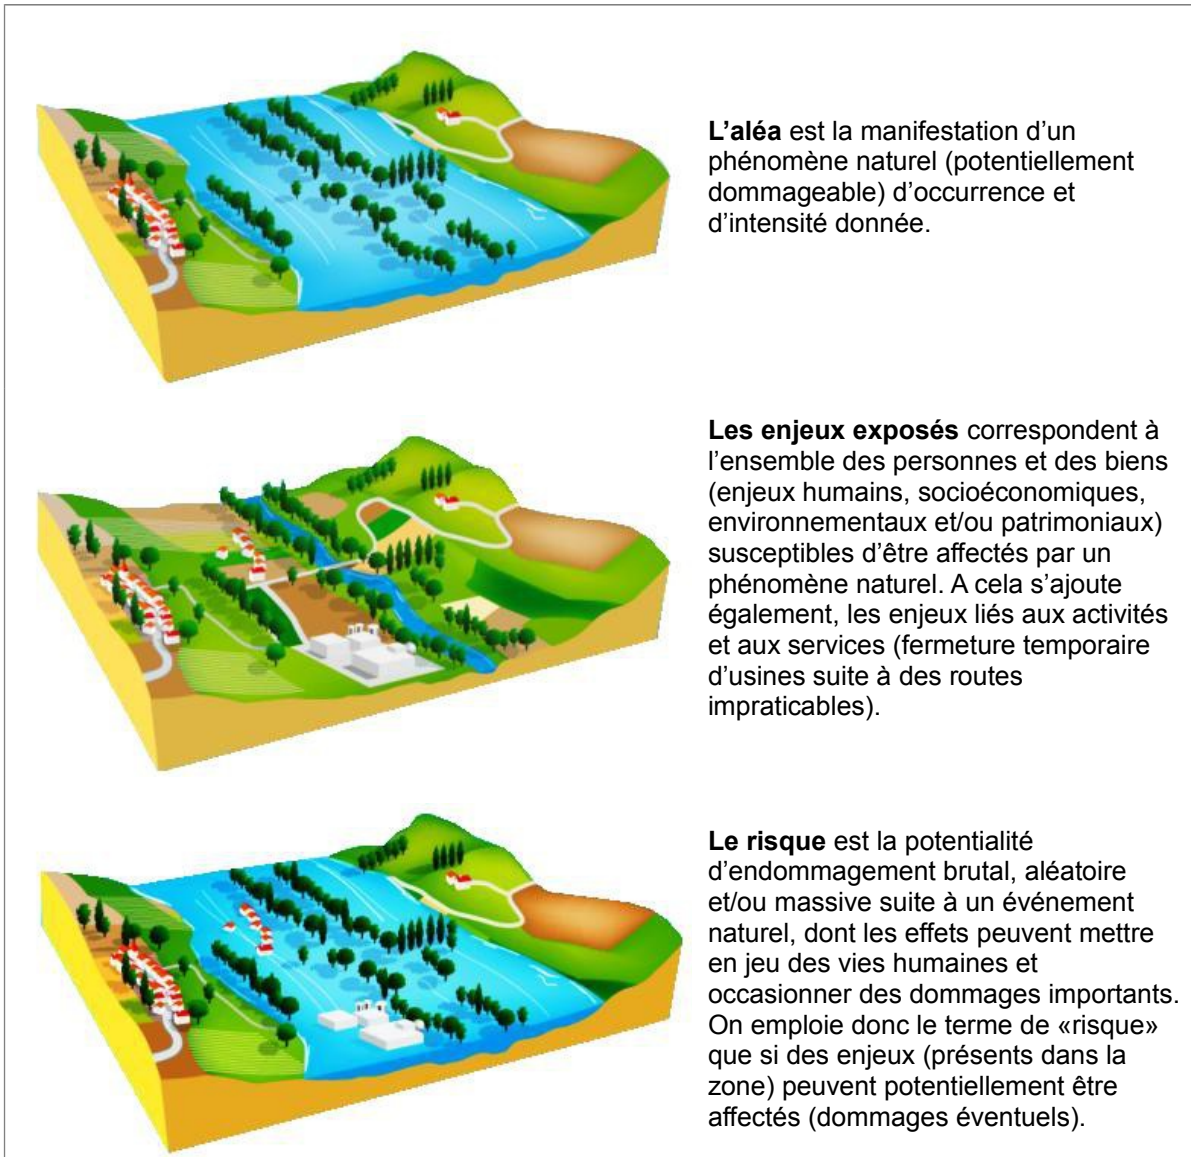 L’aléa est la manifestation d’un
phénomène naturel (potentiellement
dommageable) d’occurrence et
d’intensité donnée.
Les enjeux exposés correspondent à
l’ensemble des personnes et des biens
(enjeux humains, socioéconomiques,
environnementaux et/ou patrimoniaux)
susceptibles d’être affectés par un
phénomène naturel. A cela s’ajoute
également, les enjeux liés aux activités
et aux services (fermeture temporaire
d’usines suite à des routes
impraticables).
Le risque est la potentialité
d’endommagement brutal, aléatoire
et/ou massive suite à un événement
naturel, dont les effets peuvent mettre
en jeu des vies humaines et
occasionner des dommages importants.
On emploie donc le terme de «risque»
que si des enjeux (présents dans la
zone) peuvent potentiellement être
affectés (dommages éventuels).